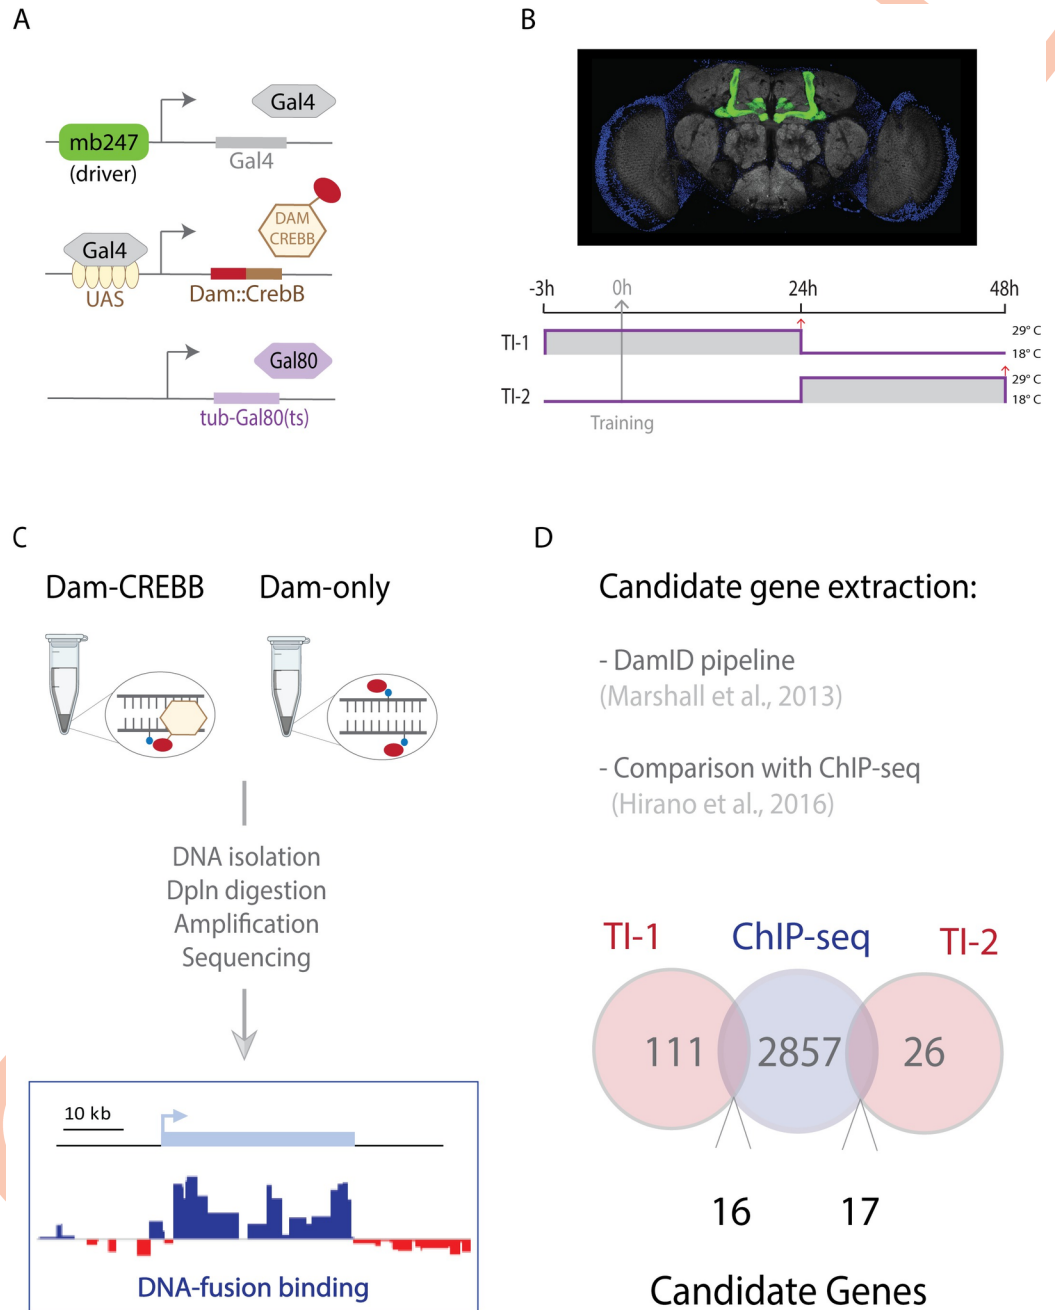 A
Gal4
mb247
(driver)
Gal4
DAM
CREBB
Gal4
UAS
Dam::CrebB
Gal80
tub-Gal80(ts)
B
-3h 0h 24h 48h
TI-1
29° C
18° C
TI-2
29° C
18° C
Training
C
Dam-CREBB Dam-only
DNA isolation
DpIn digestion
Amplification
Sequencing
10 kb
DNA-fusion binding
D
Candidate gene extraction:
- DamID pipeline
(Marshall et al., 2013)
- Comparison with ChIP-seq
(Hirano et al., 2016)
TI-1 ChIP-seq TI-2
111 2857 26
16 17
Candidate Genes